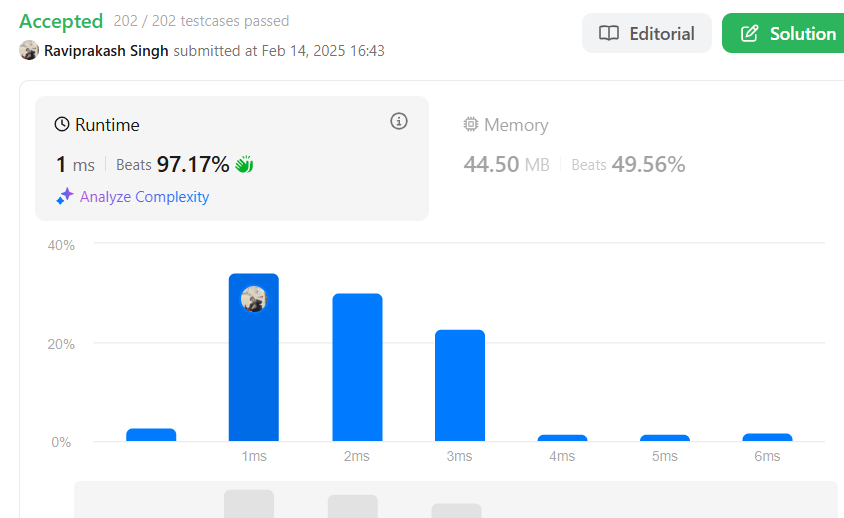 Accepted 202 / 202 testcases passed
Editorial
Solution
Raviprakash Singh submitted at Feb 14, 2025 16:43
Runtime
1 ms Beats 97.17%
Analyze Complexity
Memory
44.50 MB Beats 49.56%
40%
20%
0%
1ms 2ms 3ms 4ms 5ms 6ms